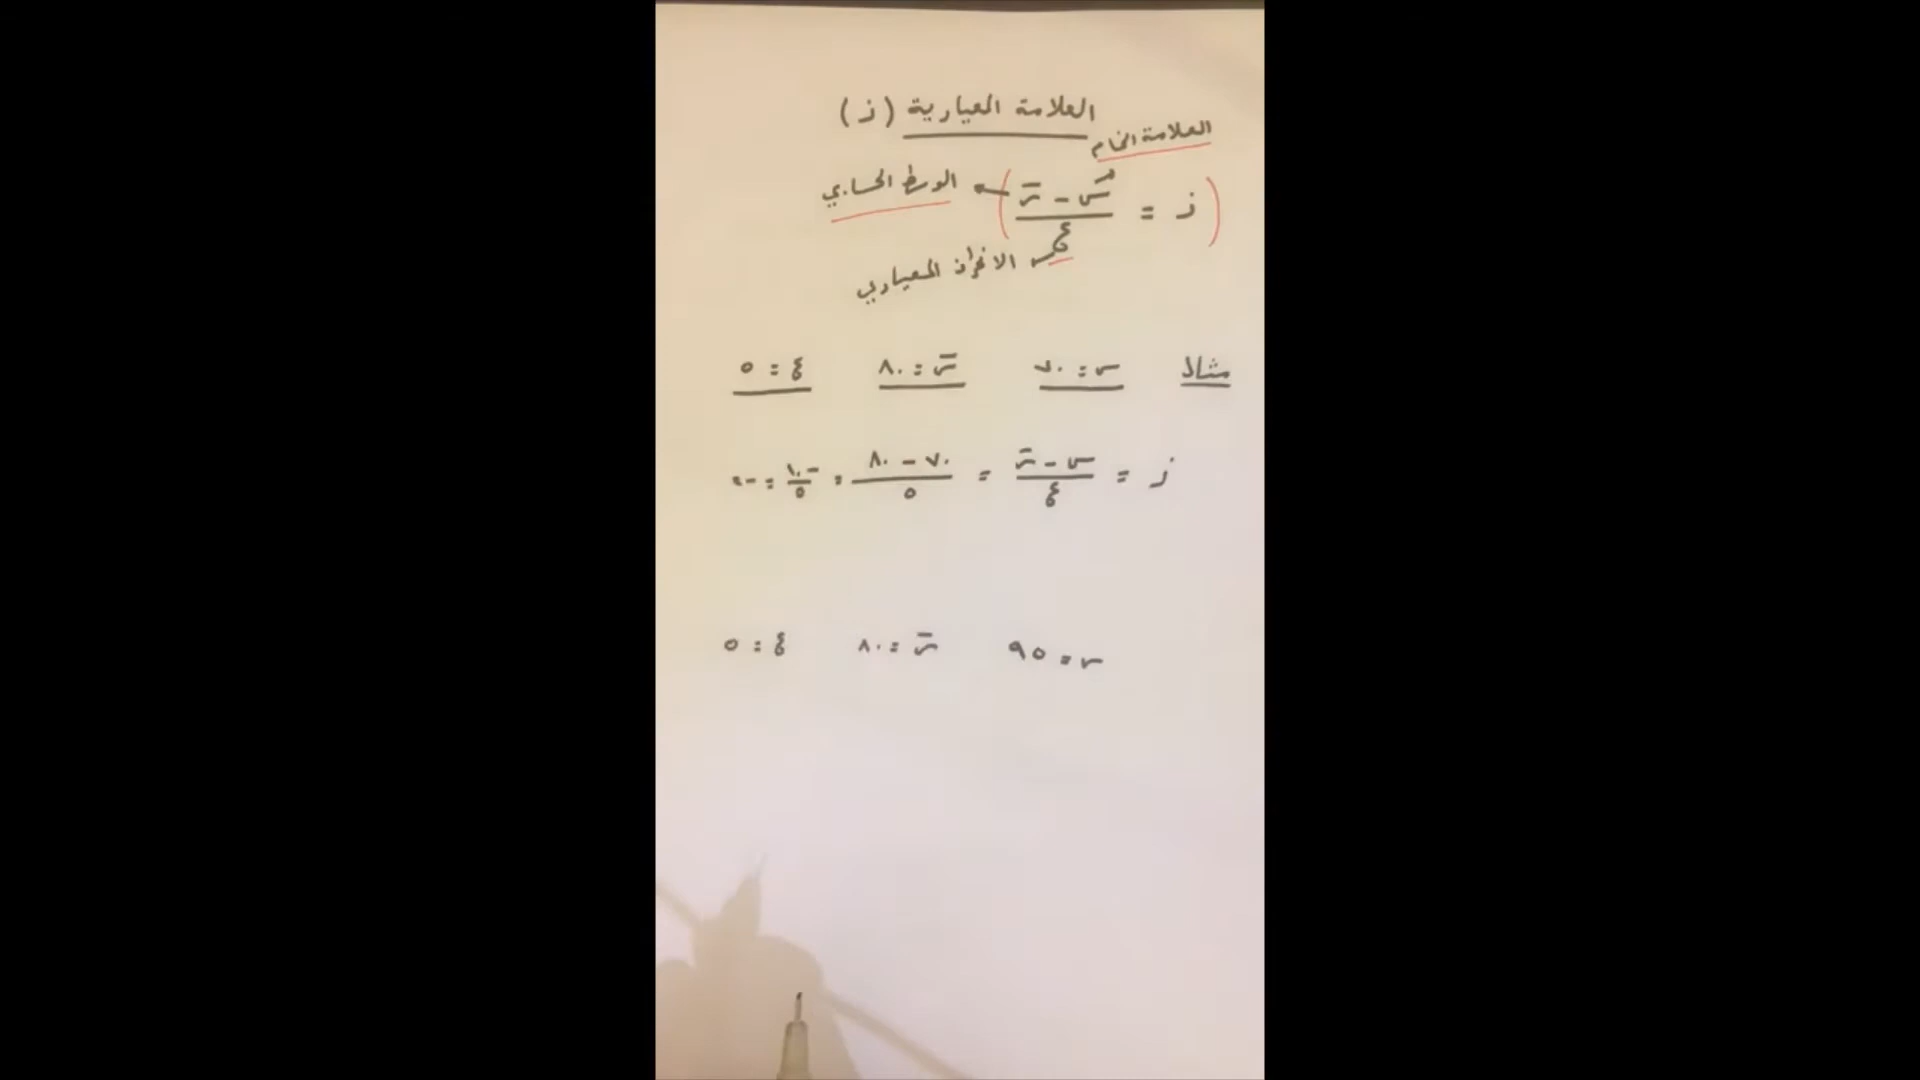 العلامة المعيارية (ز)
العلامة الخام
ز = (س - س̄) / ع
الوسط الحسابي
الانحراف المعياري
مثال س = ٧٠ س̄ = ٨٠ ع = ٥
ز = (س - س̄) / ع = (٧٠ - ٨٠) / ٥ = -١٠ / ٥ = -٢
س = ٩٥ س̄ = ٨٠ ع = ٥